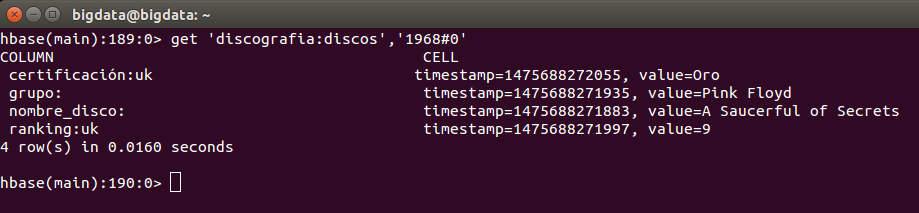 bigdata@bigdata: ~
hbase(main):189:0> get 'discografia:discos','1968#0'
COLUMN CELL
certificación:uk timestamp=1475688272055, value=Oro
grupo: timestamp=1475688271935, value=Pink Floyd
nombre_disco: timestamp=1475688271883, value=A Saucerful of Secrets
ranking:uk timestamp=1475688271997, value=9
4 row(s) in 0.0160 seconds
hbase(main):190:0>